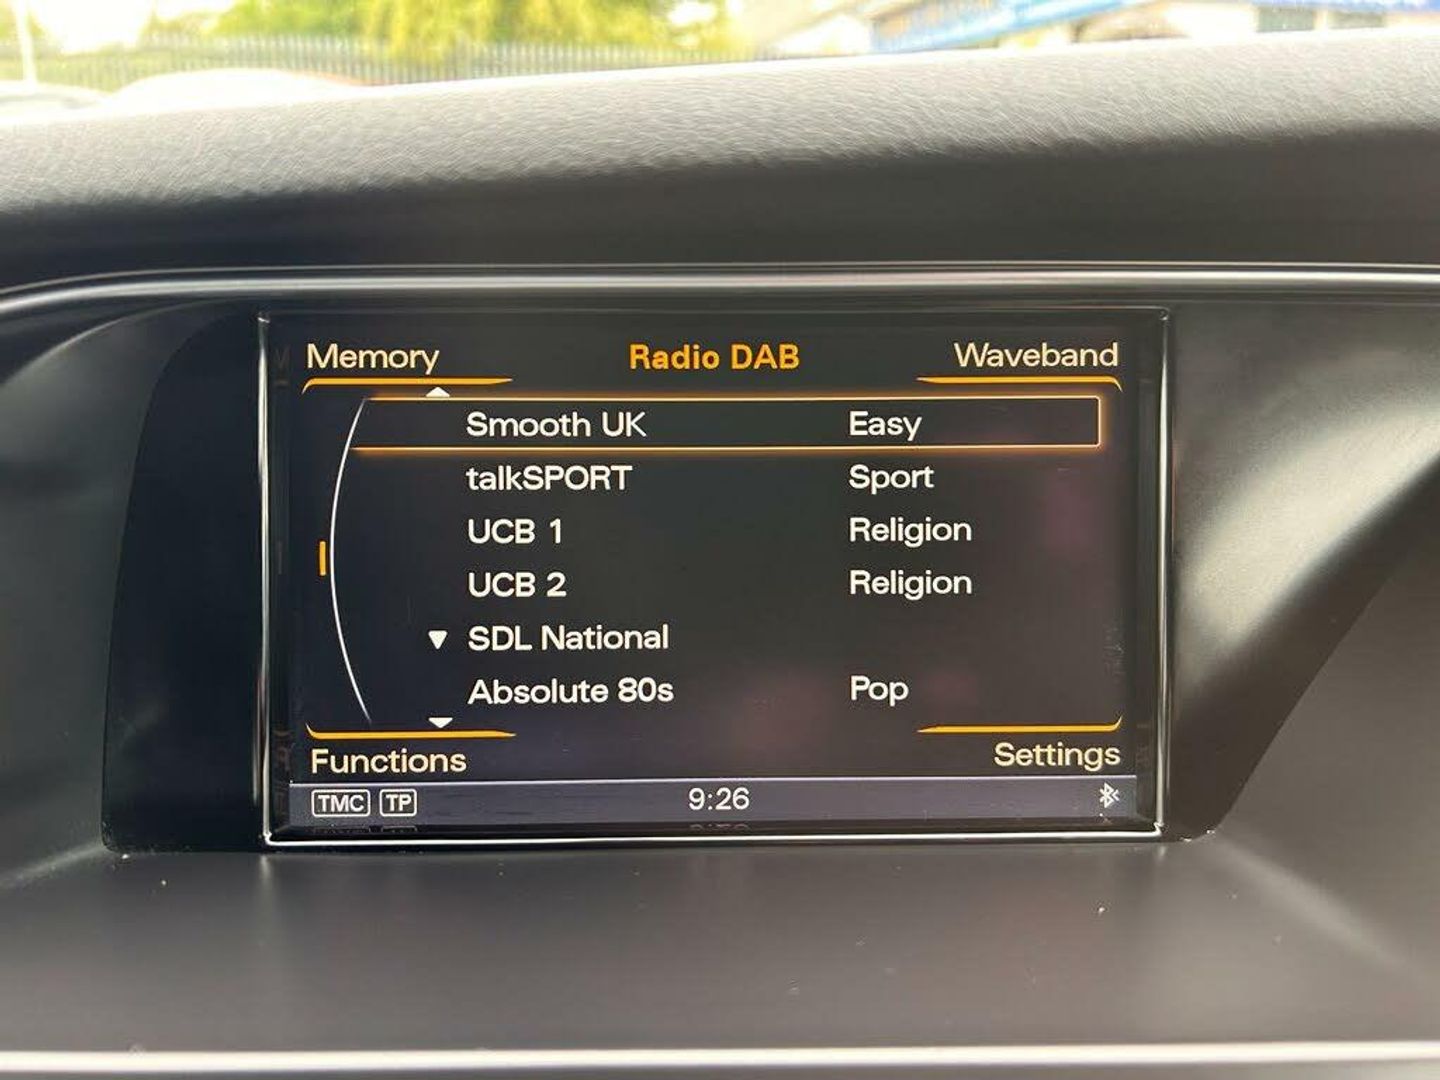 Memory Radio DAB Waveband
Smooth UK Easy
talkSPORT Sport
UCB 1 Religion
UCB 2 Religion
SDL National
Absolute 80s Pop
Functions Settings
TMC TP 9:26